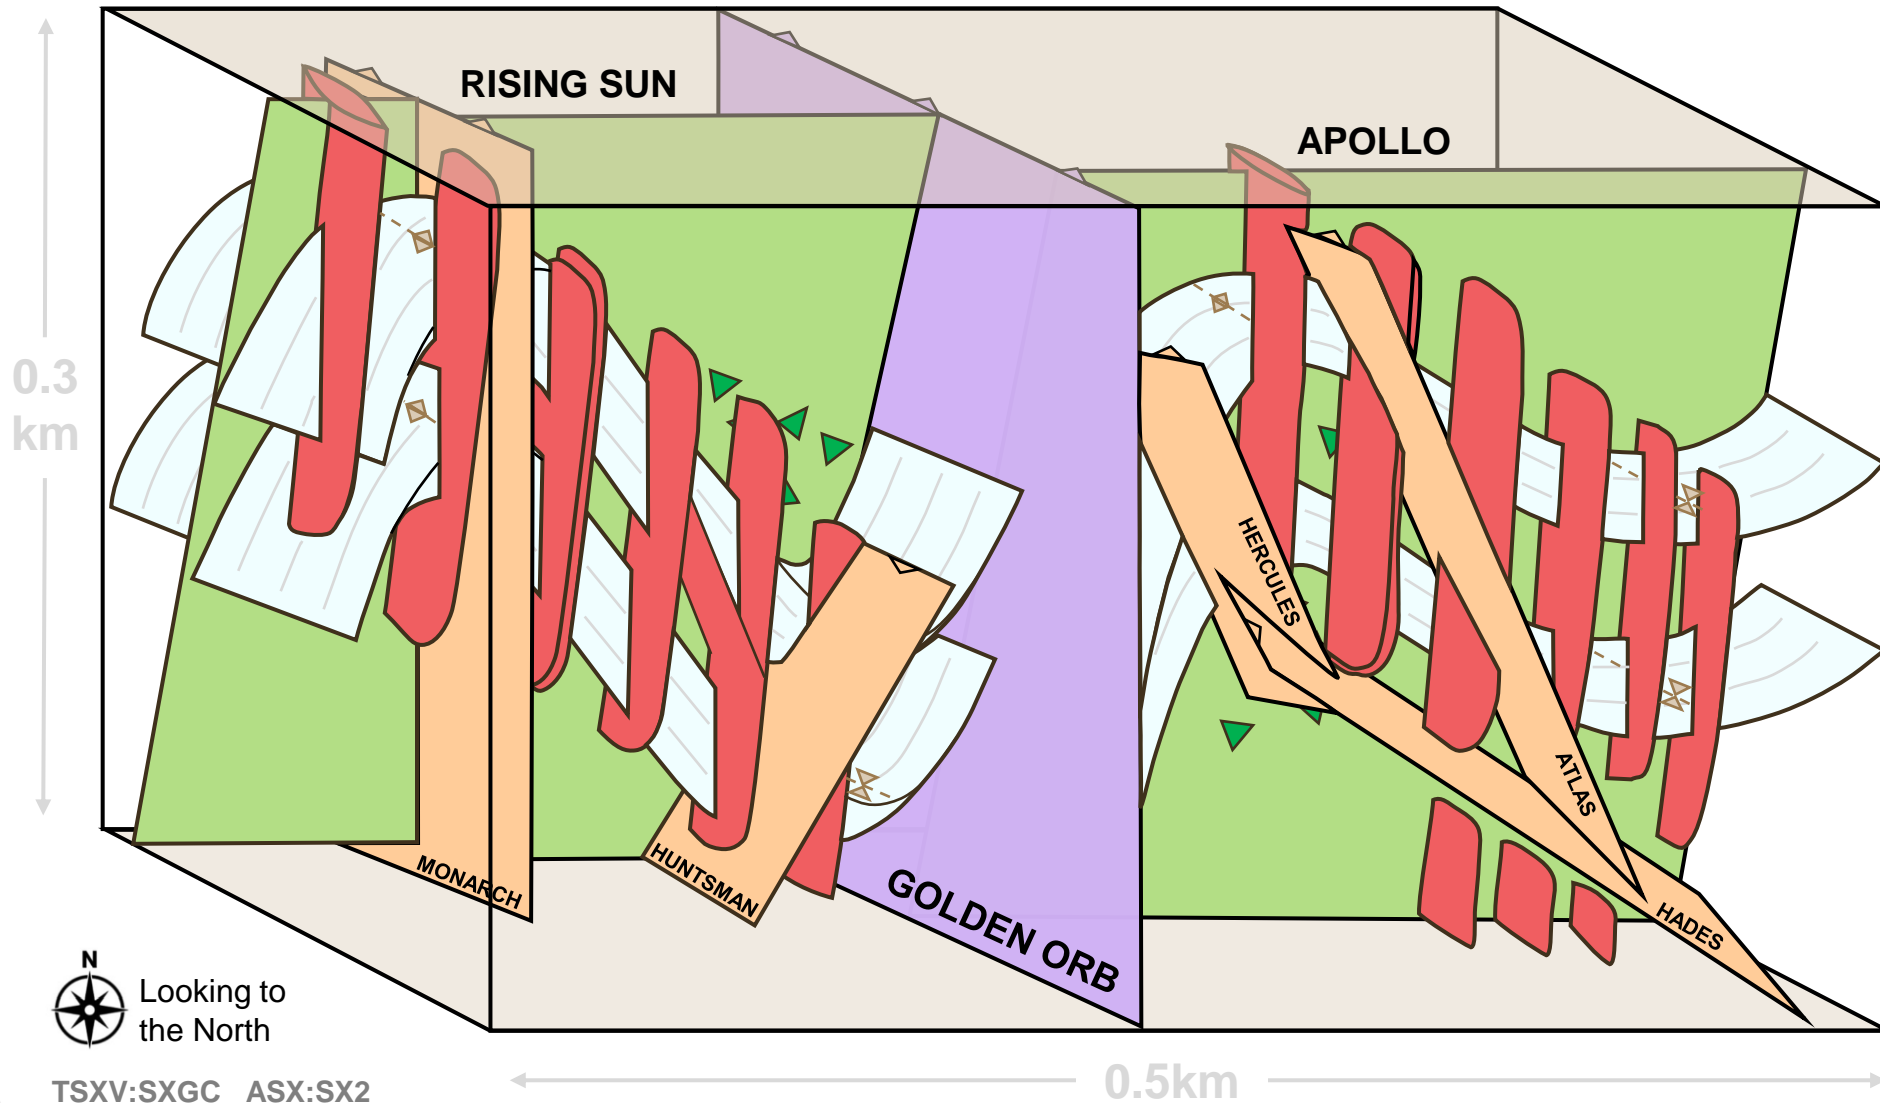 RISING SUN
APOLLO
0.3
km
HERCULES
ATLAS
MONARCH
HUNTSMAN
GOLDEN ORB
HADES
N
Looking to
the North
0.5km
TSXV:SXGC ASX:SX2